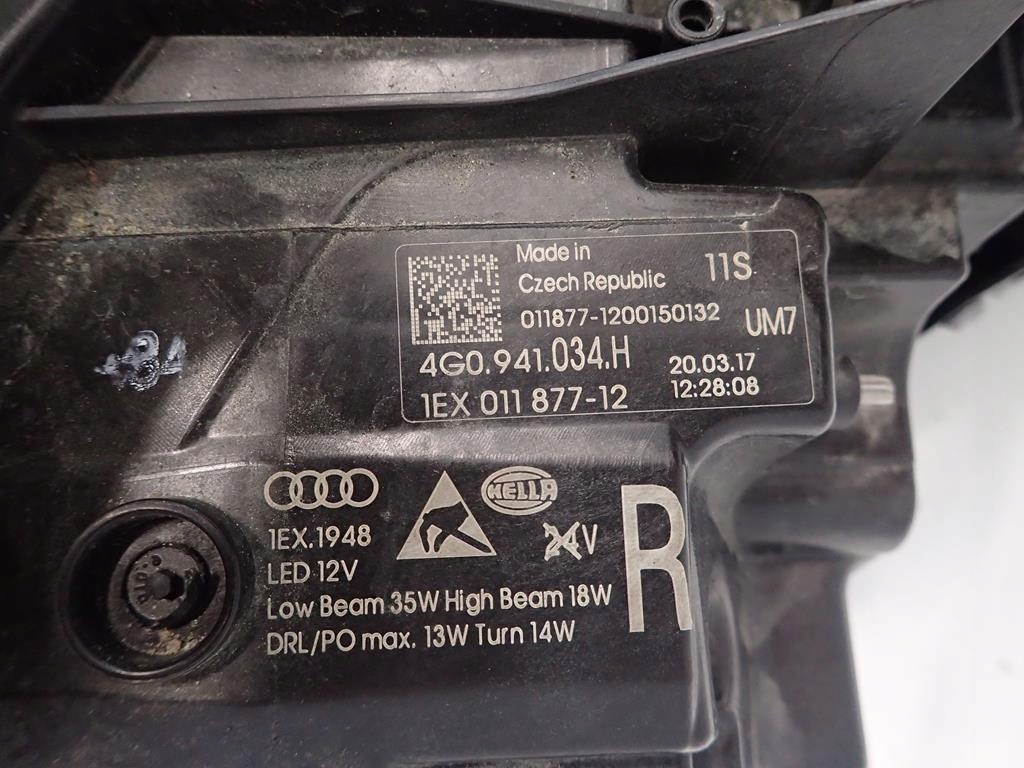 Made in
Czech Republic
11S
011877-1200150132
UM7
4G0.941.034.H
20.03.17
1EX 011 877-12
12:28:08
HELLA
1EX.1948
24V
LED 12V
R
Low Beam 35W High Beam 18W
DRL/PO max. 13W Turn 14W